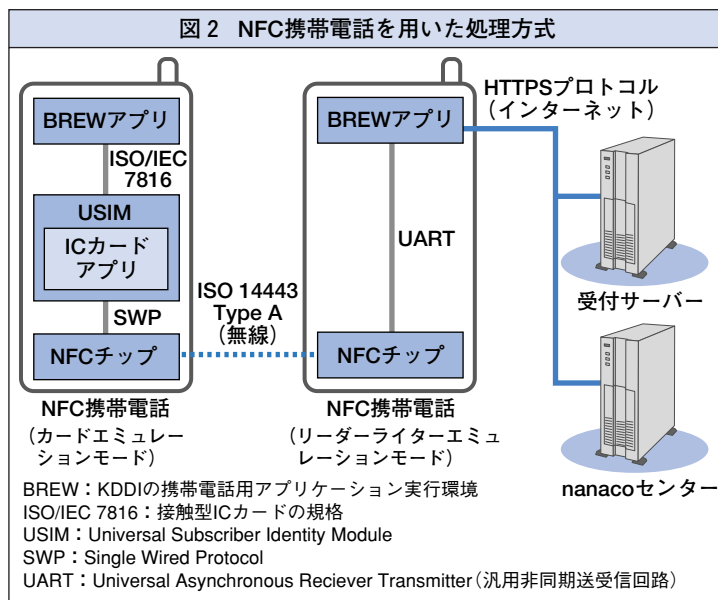 図2 NFC携帯電話を用いた処理方式
HTTPSプロトコル
（インターネット）
BREWアプリ
ISO/IEC
7816
USIM
ICカード
アプリ
SWP
NFCチップ
ISO 14443
Type A
（無線）
BREWアプリ
UART
NFCチップ
受付サーバー
nanacoセンター
NFC携帯電話
（カードエミュレー
ションモード）
NFC携帯電話
（リーダーライターエミュ
レーションモード）
BREW：KDDIの携帯電話用アプリケーション実行環境
ISO/IEC 7816：接触型ICカードの規格
USIM：Universal Subscriber Identity Module
SWP：Single Wired Protocol
UART：Universal Asynchronous Reciever Transmitter（汎用非同期送受信回路）